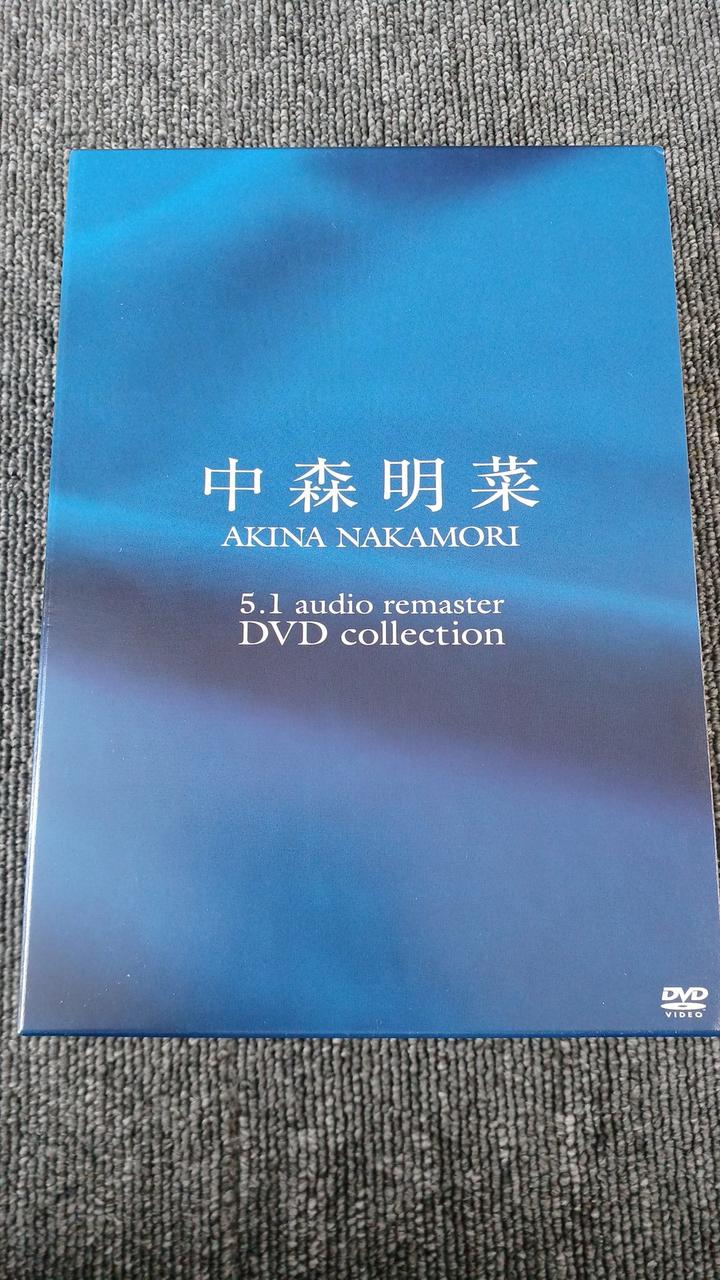 中森明菜
AKINA NAKAMORI
5.1 audio remaster
DVD collection
DVD
VIDEO